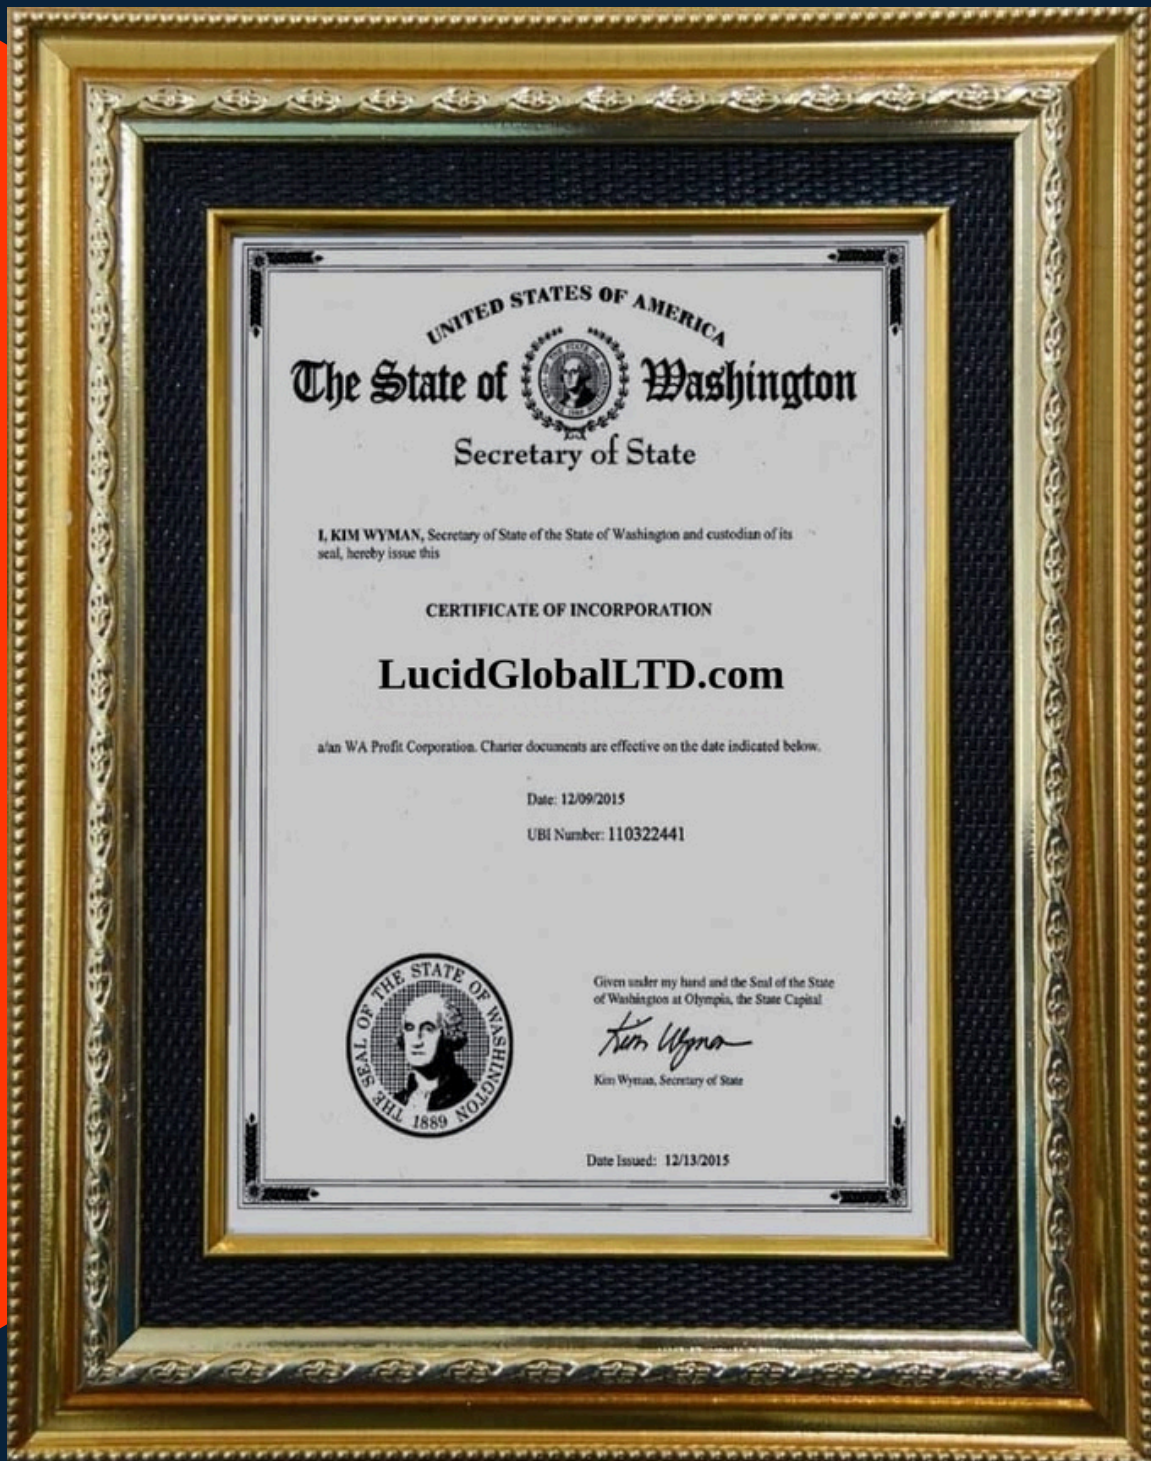 UNITED STATES OF AMERICA
The State of Washington
Secretary of State
I, KIM WYMAN, Secretary of State of the State of Washington and custodian of its
seal, hereby issue this
CERTIFICATE OF INCORPORATION
LucidGlobalLTD.com
a/an WA Profit Corporation. Charter documents are effective on the date indicated below.
Date: 12/09/2015
UBI Number: 110322441
THE SEAL OF THE STATE OF WASHINGTON
1889
Given under my hand and the Seal of the State
of Washington at Olympia, the State Capital
Kim Wyman
Kim Wyman, Secretary of State
Date Issued: 12/13/2015